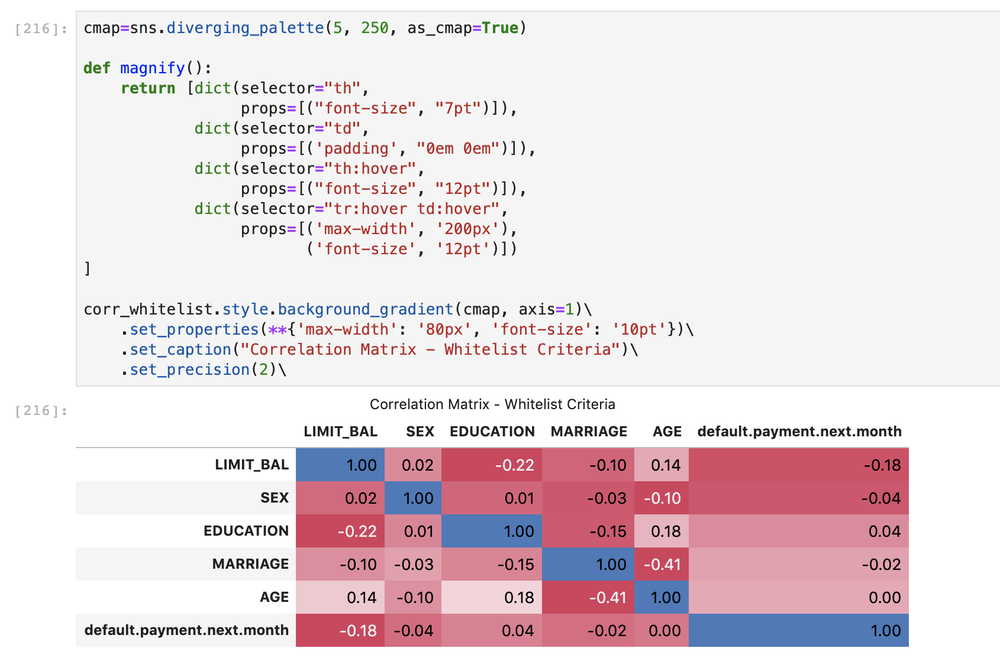 [216]: cmap=sns.diverging_palette(5, 250, as_cmap=True)
def magnify():
    return [dict(selector="th",
                 props=[("font-size", "7pt")]),
            dict(selector="td",
                 props=[('padding', "0em 0em")]),
            dict(selector="th:hover",
                 props=[("font-size", "12pt")]),
            dict(selector="tr:hover td:hover",
                 props=[('max-width', '200px'),
                        ('font-size', '12pt')])
]
corr_whitelist.style.background_gradient(cmap, axis=1)\
    .set_properties(**{'max-width': '80px', 'font-size': '10pt'})\
    .set_caption("Correlation Matrix - Whitelist Criteria")\
    .set_precision(2)\
[216]: Correlation Matrix - Whitelist Criteria
LIMIT_BAL SEX EDUCATION MARRIAGE AGE default.payment.next.month
LIMIT_BAL 1.00 0.02 -0.22 -0.10 0.14 -0.18
SEX 0.02 1.00 0.01 -0.03 -0.10 -0.04
EDUCATION -0.22 0.01 1.00 -0.15 0.18 0.04
MARRIAGE -0.10 -0.03 -0.15 1.00 -0.41 -0.02
AGE 0.14 -0.10 0.18 -0.41 1.00 0.00
default.payment.next.month -0.18 -0.04 0.04 -0.02 0.00 1.00